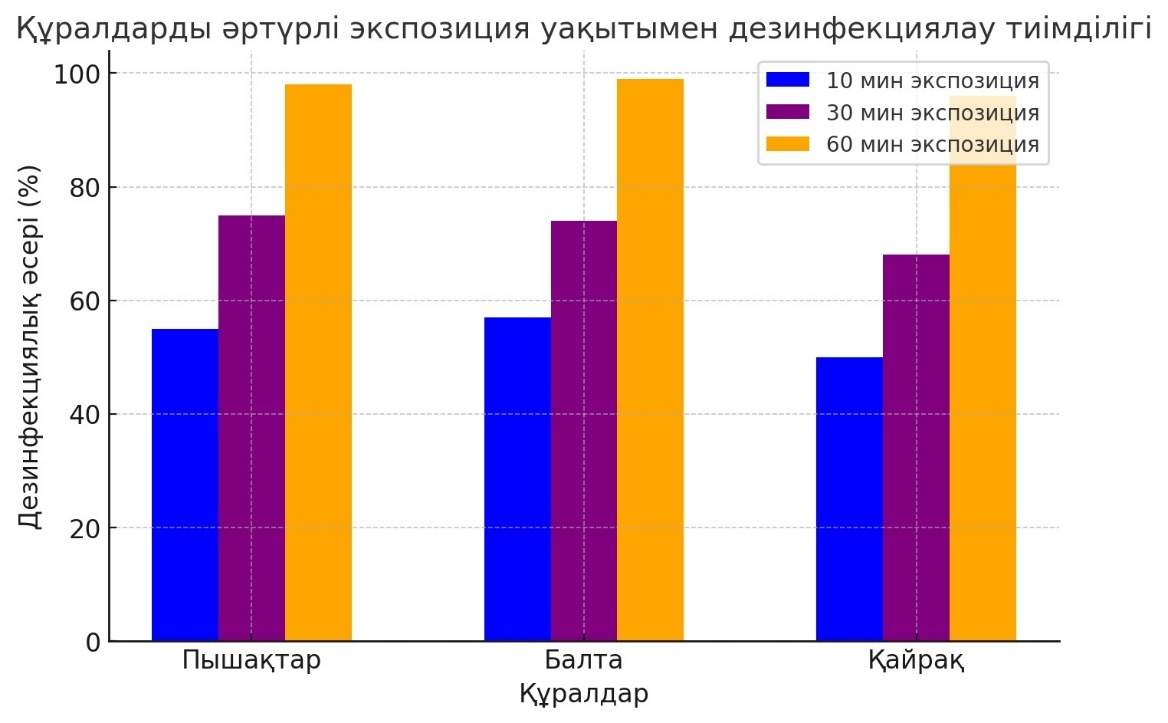 Құралдарды әртүрлі экспозиция уақытымен дезинфекциялау тиімділігі
10 мин экспозиция
30 мин экспозиция
60 мин экспозиция
Дезинфекциялық әсері (%)
100
80
60
40
20
0
Пышақтар
Балта
Қайрақ
Құралдар